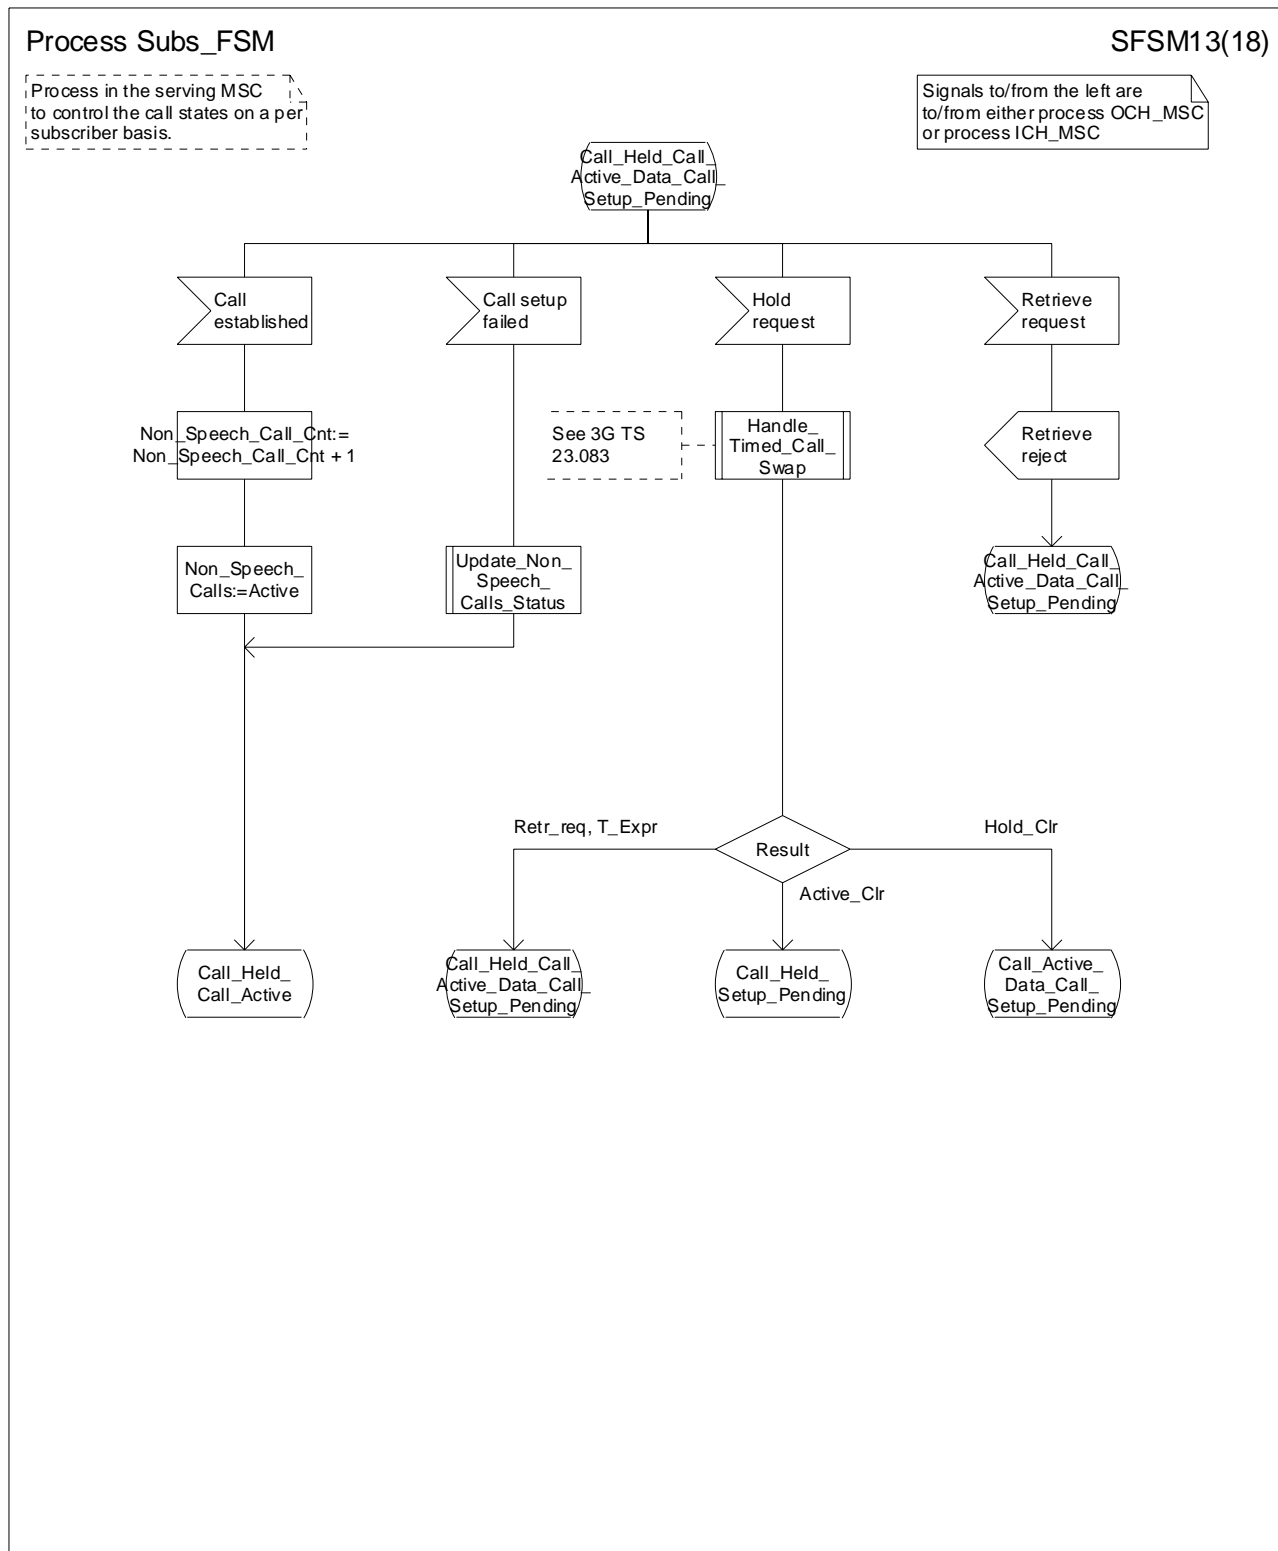 Process Subs_FSM
SFSM13(18)
Process in the serving MSC
to control the call states on a per
subscriber basis.
Signals to/from the left are
to/from either process OCH_MSC
or process ICH_MSC
Call_Held_Call_
Active_Data_Call_
Setup_Pending
Call
established
Call setup
failed
Hold
request
Retrieve
request
Non_Speech_Call_Cnt:=
Non_Speech_Call_Cnt + 1
See 3G TS
23.083
Handle_
Timed_Call_
Swap
Retrieve
reject
Non_Speech_
Calls:=Active
Update_Non_
Speech_
Calls_Status
Call_Held_Call_
Active_Data_Call_
Setup_Pending
Retr_req, T_Expr
Result
Hold_Clr
Active_Clr
Call_Held_
Call_Active
Call_Held_Call_
Active_Data_Call_
Setup_Pending
Call_Held_
Setup_Pending
Call_Active_
Data_Call_
Setup_Pending